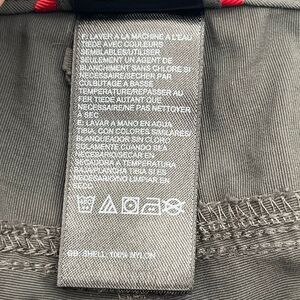 F: LAVER A LA MACHINE A L'EAU
TIEDE AVEC COULEURS
SEMBLABLES/UTILISER
SEULEMENT UN AGENT DE
BLANCHIMENT SANS CHLORE SI
NECESSAIRE/SECHER PAR
CULBUTAGE A BASSE
TEMPERATURE/REPASSER AU
FER TIEDE AUTANT QUE
NECESSAIRE/NE PAS NETTOYER
A SEC
E: LAVAR A MANO EN AGUA
TIBIA, CON COLORES SIMILARES/
BLANQUEADOR SIN CLORO
SOLAMENTE CUANDO SEA
NECESARIO/SECAR EN
SECADORA A TEMPERATURA
BAJA/PLANCHA TIBIA SI ES
NECESARIO/NO LIMPIAR EN
SECO
GB: SHELL: 100% NYLON